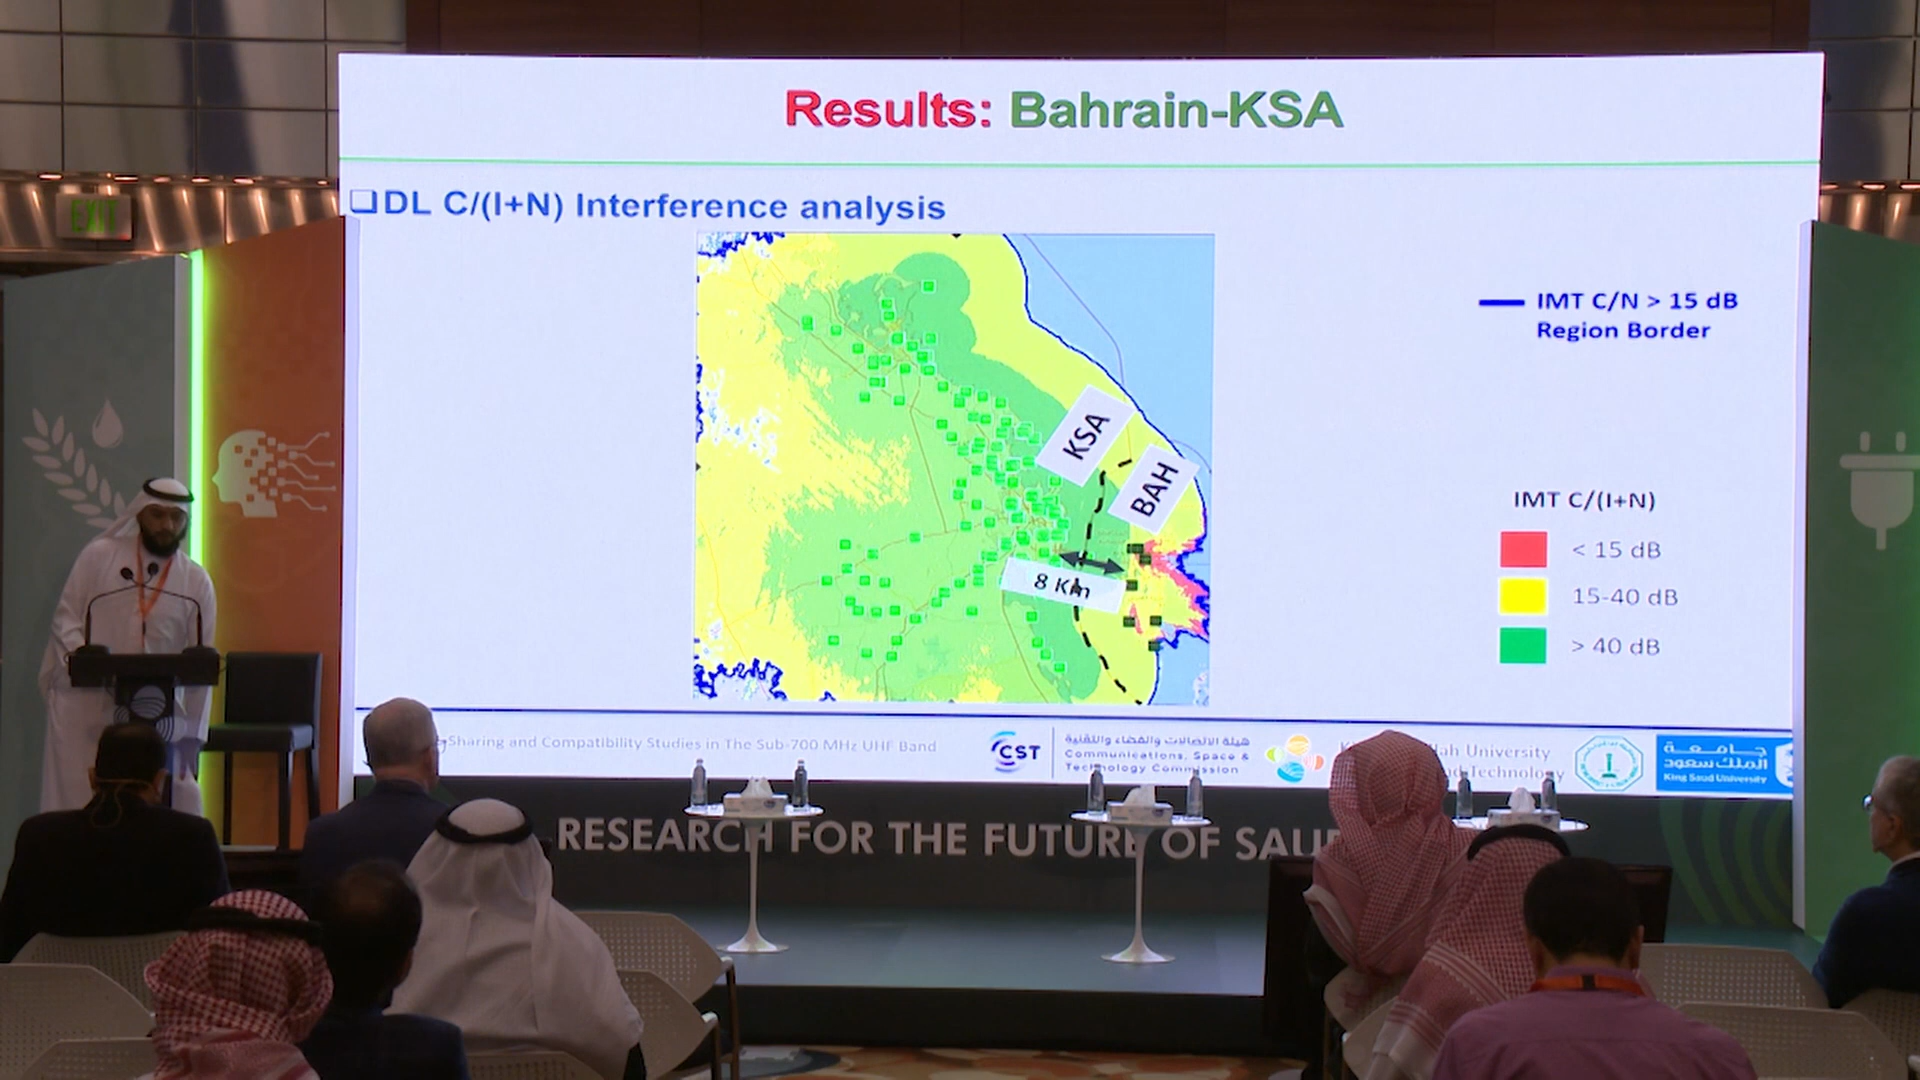 Results: Bahrain-KSA
EXIT
DL C/(I+N) Interference analysis
IMT C/N > 15 dB
Region Border
KSA
BAH
8 Km
IMT C/(I+N)
< 15 dB
15-40 dB
> 40 dB
Sharing and Compatibility Studies in The Sub-700 MHz UHF Band
CST
هيئة الاتصالات والفضاء والتقنية
Communications, Space &
Technology Commission
University
Technology
جامعة
الملك سعود
King Saud University
RESEARCH FOR THE FUTURE OF